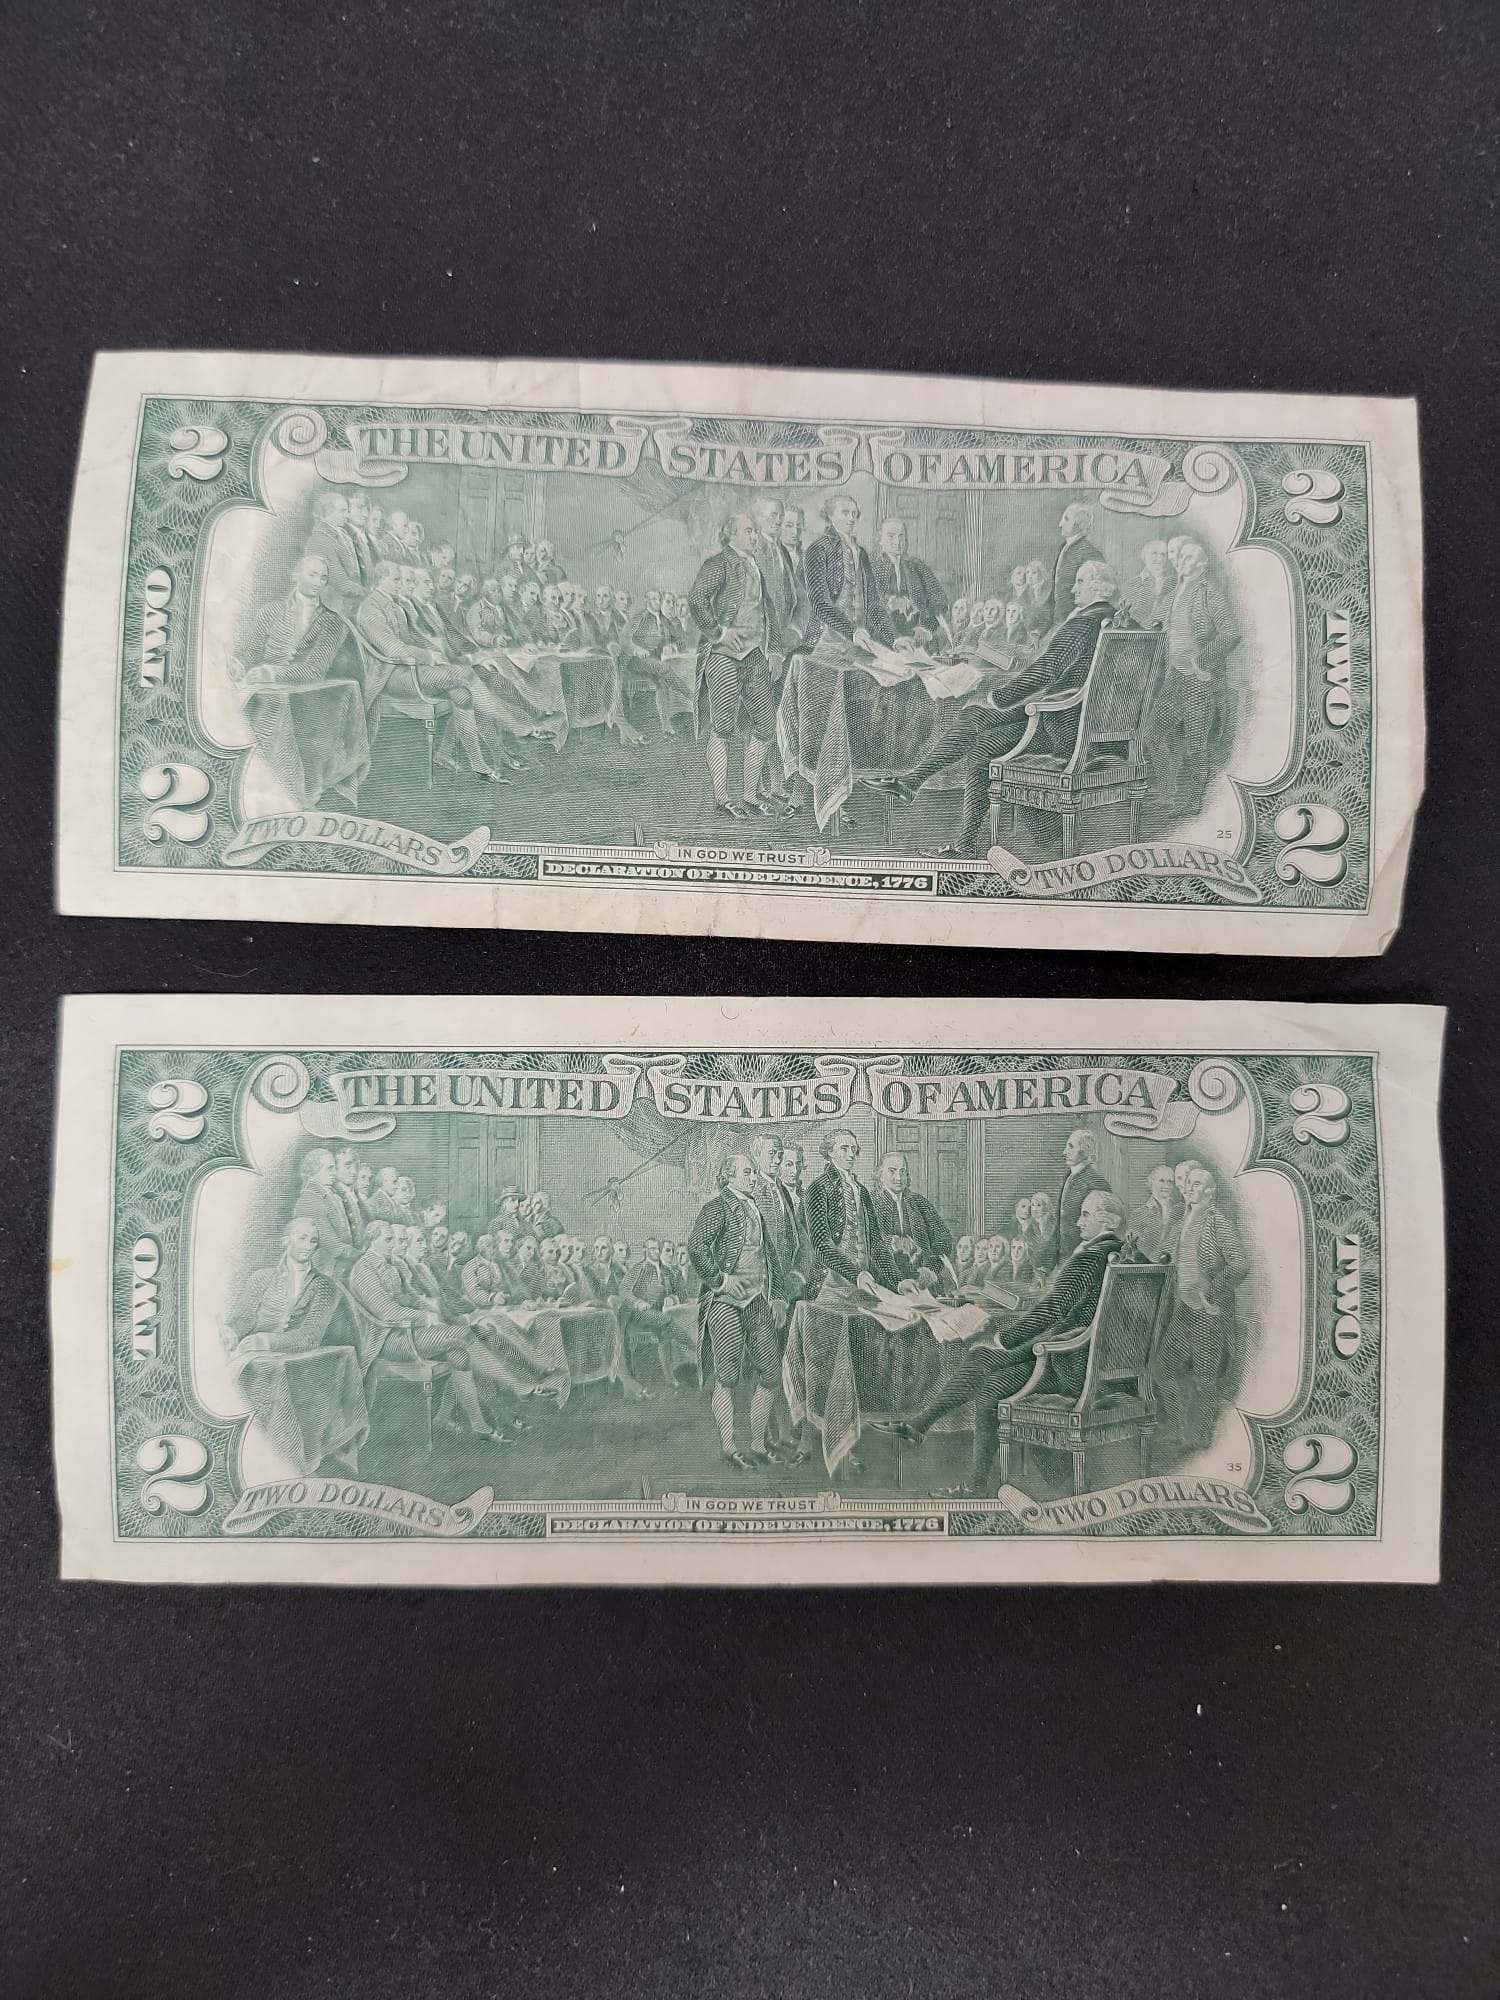 2 THE UNITED STATES OF AMERICA 2
TWO TWO
25
2 TWO DOLLARS IN GOD WE TRUST TWO DOLLARS 2
DECLARATION OF INDEPENDENCE, 1776
2 THE UNITED STATES OF AMERICA 2
TWO TWO
35
2 TWO DOLLARS IN GOD WE TRUST TWO DOLLARS 2
DECLARATION OF INDEPENDENCE, 1776